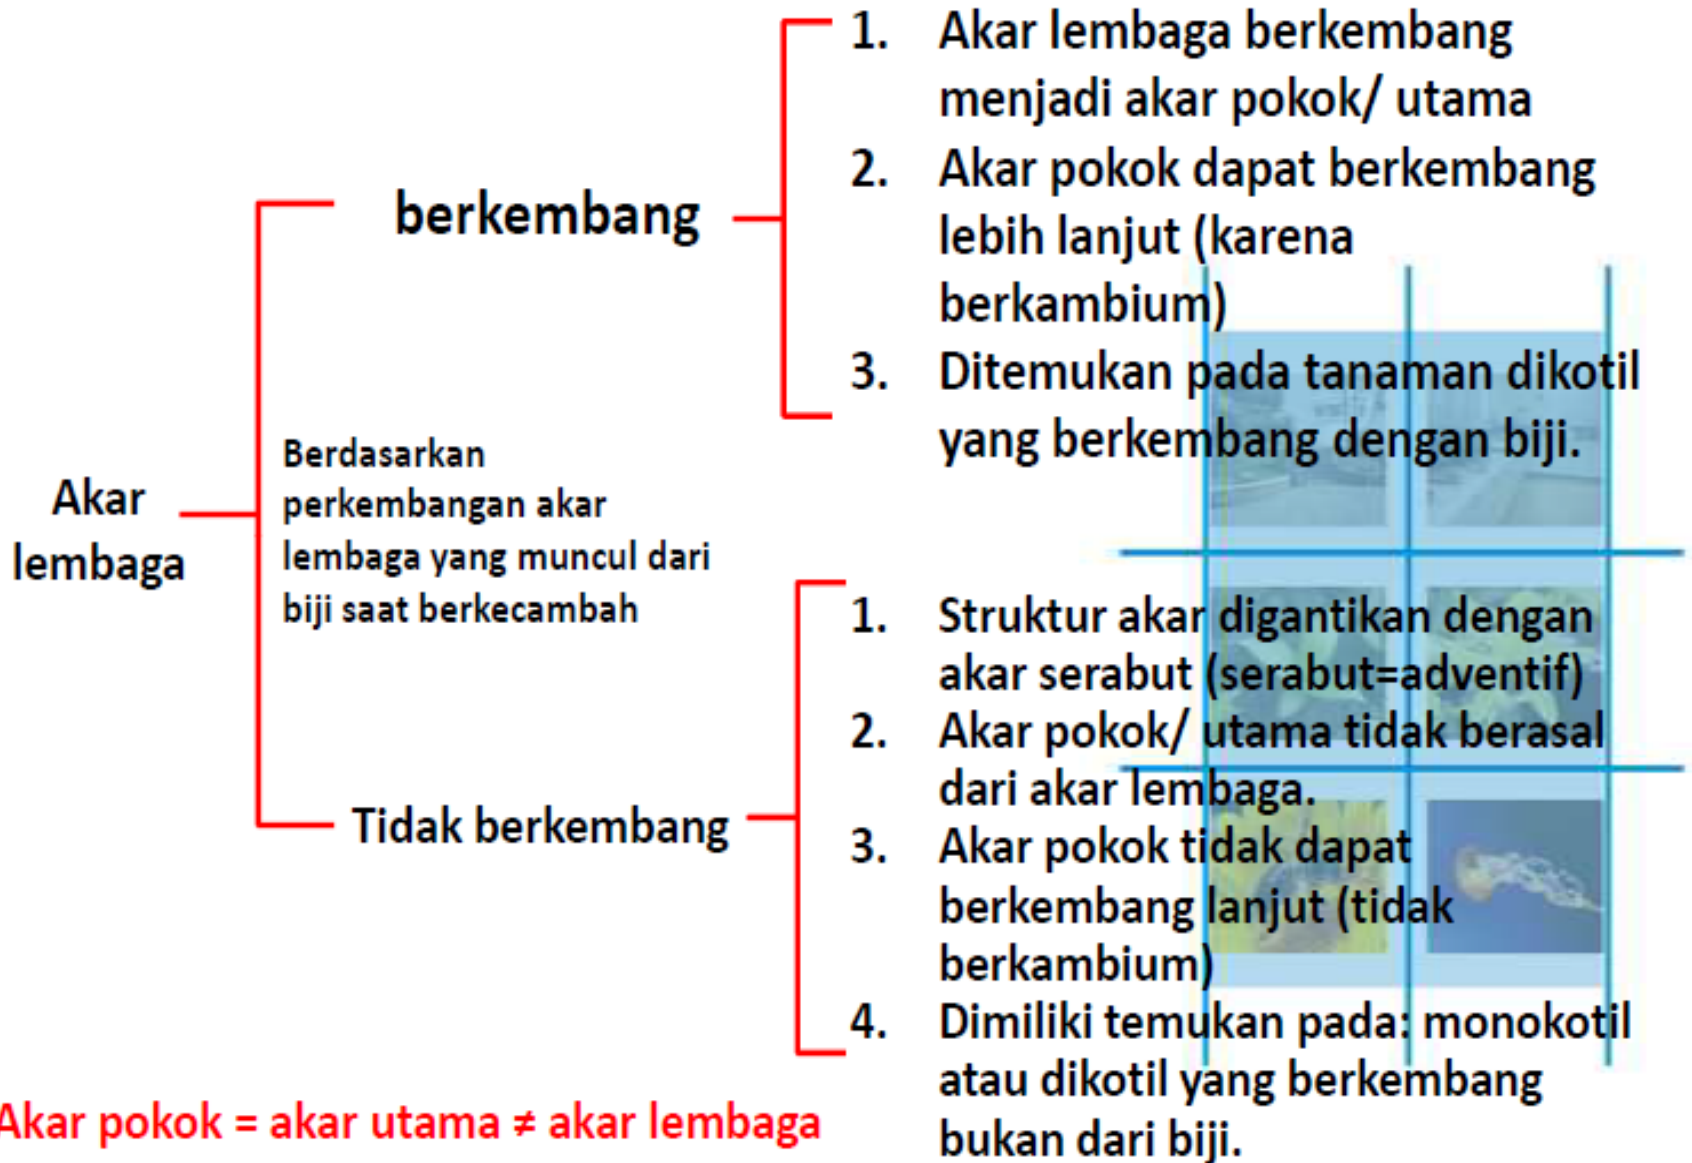 Akar
lembaga
Berdasarkan
perkembangan akar
lembaga yang muncul dari
biji saat berkecambah
berkembang
1. Akar lembaga berkembang
menjadi akar pokok/ utama
2. Akar pokok dapat berkembang
lebih lanjut (karena
berkambium)
3. Ditemukan pada tanaman dikotil
yang berkembang dengan biji.
Tidak berkembang
1. Struktur akar digantikan dengan
akar serabut (serabut=adventif)
2. Akar pokok/ utama tidak berasal
dari akar lembaga.
3. Akar pokok tidak dapat
berkembang lanjut (tidak
berkambium)
4. Dimiliki temukan pada: monokotil
atau dikotil yang berkembang
bukan dari biji.
Akar pokok = akar utama ≠ akar lembaga